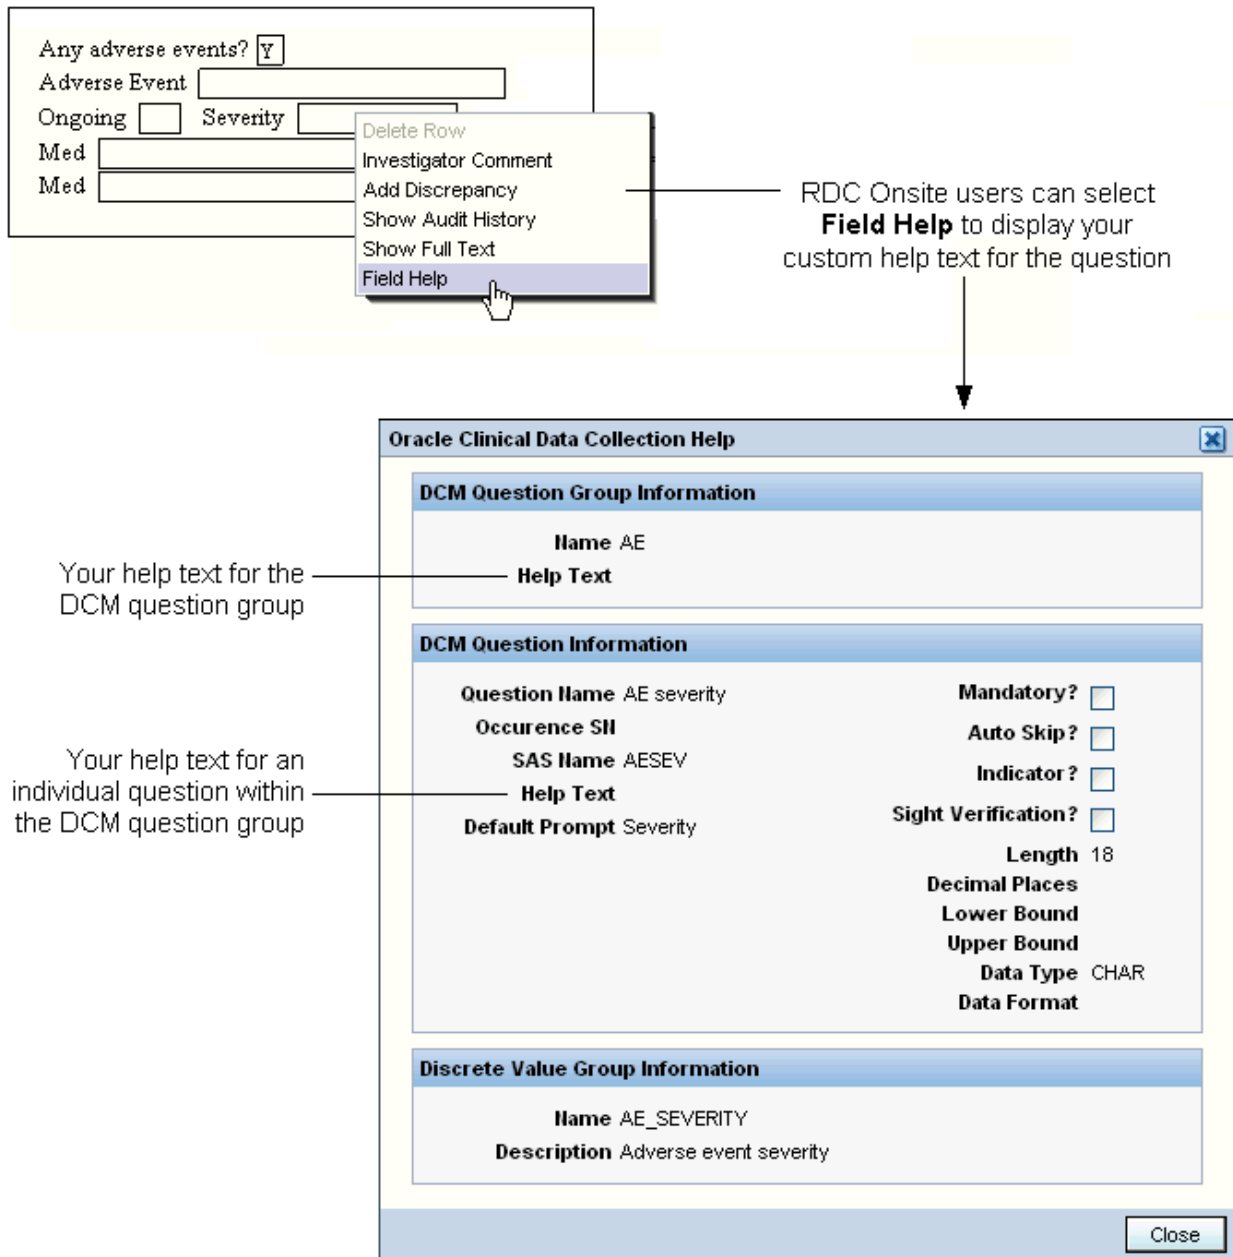 Any adverse events? Y
Adverse Event
Ongoing Severity
Med
Med
Delete Row
Investigator Comment
Add Discrepancy
Show Audit History
Show Full Text
Field Help
RDC Onsite users can select
Field Help to display your
custom help text for the question
Oracle Clinical Data Collection Help
DCM Question Group Information
Name AE
Help Text
Your help text for the
DCM question group
DCM Question Information
Question Name AE severity
Occurence SN
SAS Name AESEV
Help Text
Default Prompt Severity
Your help text for an
individual question within
the DCM question group
Mandatory?
Auto Skip?
Indicator?
Sight Verification?
Length 18
Decimal Places
Lower Bound
Upper Bound
Data Type CHAR
Data Format
Discrete Value Group Information
Name AE_SEVERITY
Description Adverse event severity
Close